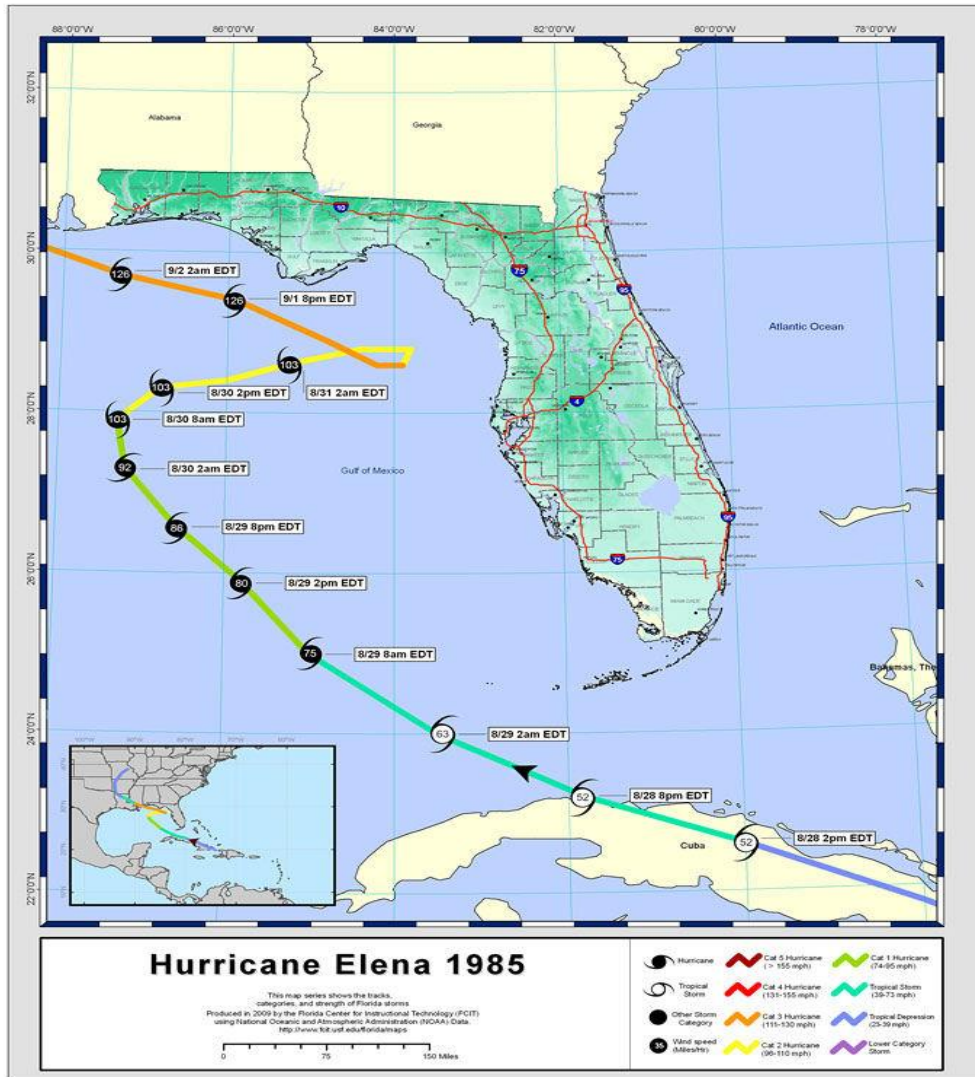 88°0'0"W
86°0'0"W
84°0'0"W
82°0'0"W
80°0'0"W
78°0'0"W
32°0'0"N
30°0'0"N
28°0'0"N
26°0'0"N
24°0'0"N
22°0'0"N
Alabama
Georgia
10
75
95
4
95
75
Atlantic Ocean
Gulf of Mexico
Bahamas, The
Cuba
126
9/2 2am EDT
126
9/1 8pm EDT
103
8/31 2am EDT
103
8/30 2pm EDT
103
8/30 8am EDT
92
8/30 2am EDT
86
8/29 8pm EDT
80
8/29 2pm EDT
75
8/29 8am EDT
63
8/29 2am EDT
52
8/28 8pm EDT
52
8/28 2pm EDT
Hurricane Elena 1985
This map series shows the tracks,
categories, and strength of Florida storms
Produced in 2009 by the Florida Center for Instructional Technology (FCIT)
using National Oceanic and Atmospheric Administration (NOAA) Data.
http://www.fcit.usf.edu/florida/maps
0 75 150 Miles
Hurricane
Tropical
Storm
Other Storm
Category
35
Wind speed
(Miles/Hr)
Cat 5 Hurricane
(> 155 mph)
Cat 4 Hurricane
(131-155 mph)
Cat 3 Hurricane
(111-130 mph)
Cat 2 Hurricane
(96-110 mph)
Cat 1 Hurricane
(74-95 mph)
Tropical Storm
(39-73 mph)
Tropical Depression
(23-39 mph)
Lower Category
Storm